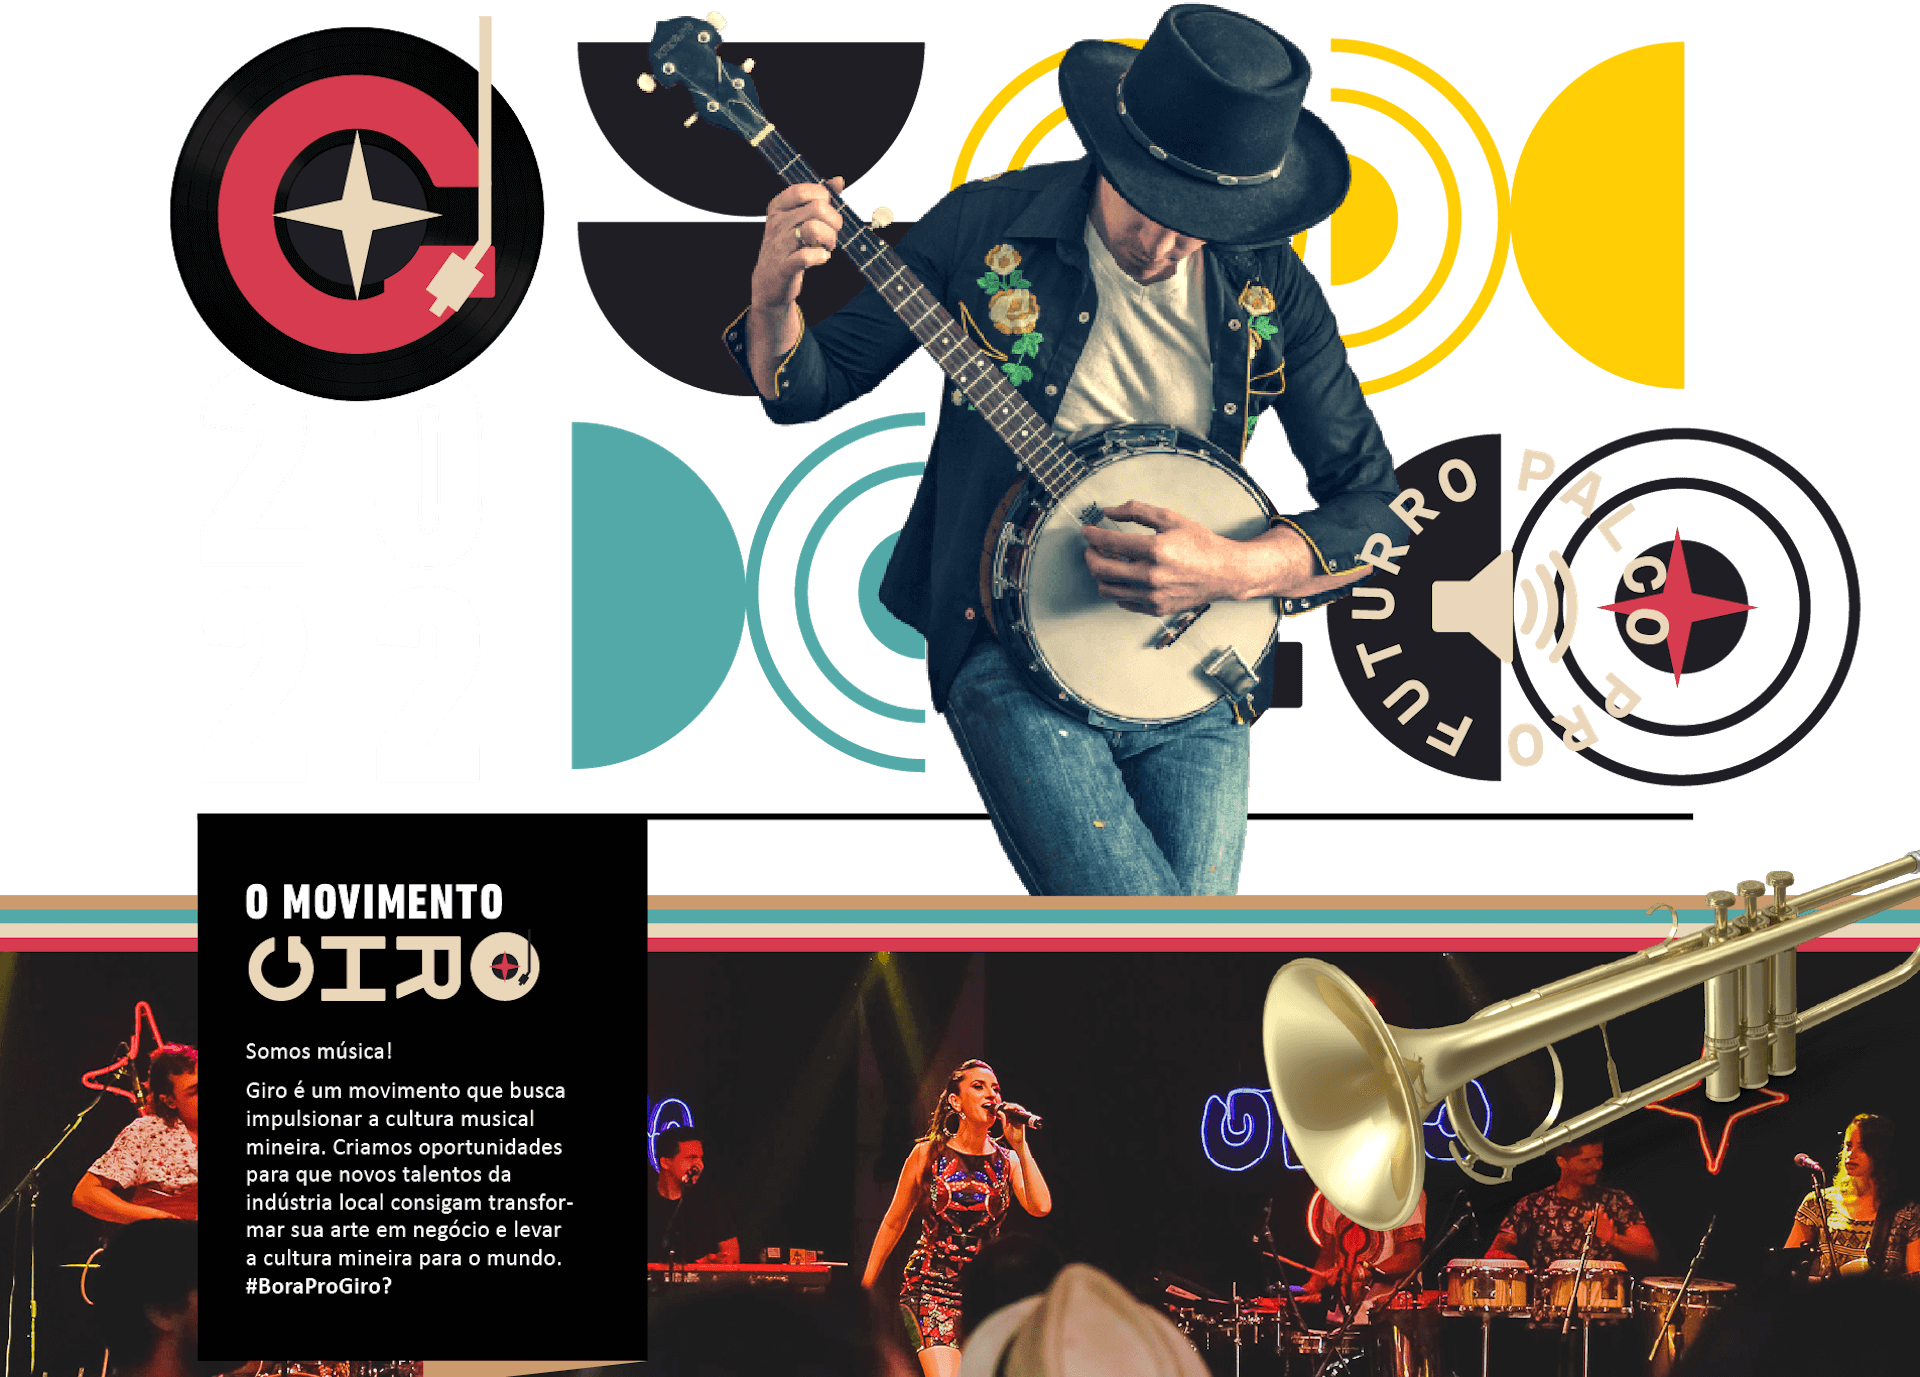 PALCO PRO FUTURRO
O MOVIMENTO
GIRO
Somos música!
Giro é um movimento que busca
impulsionar a cultura musical
mineira. Criamos oportunidades
para que novos talentos da
indústria local consigam transfor-
mar sua arte em negócio e levar
a cultura mineira para o mundo.
#BoraProGiro?